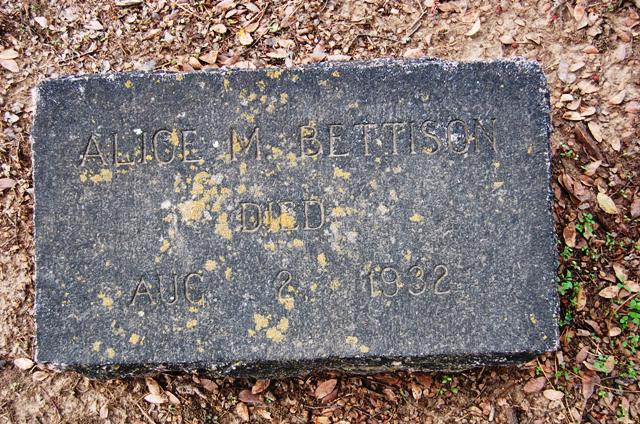 ALICE M. BETTISON
DIED
AUG. 2, 1932